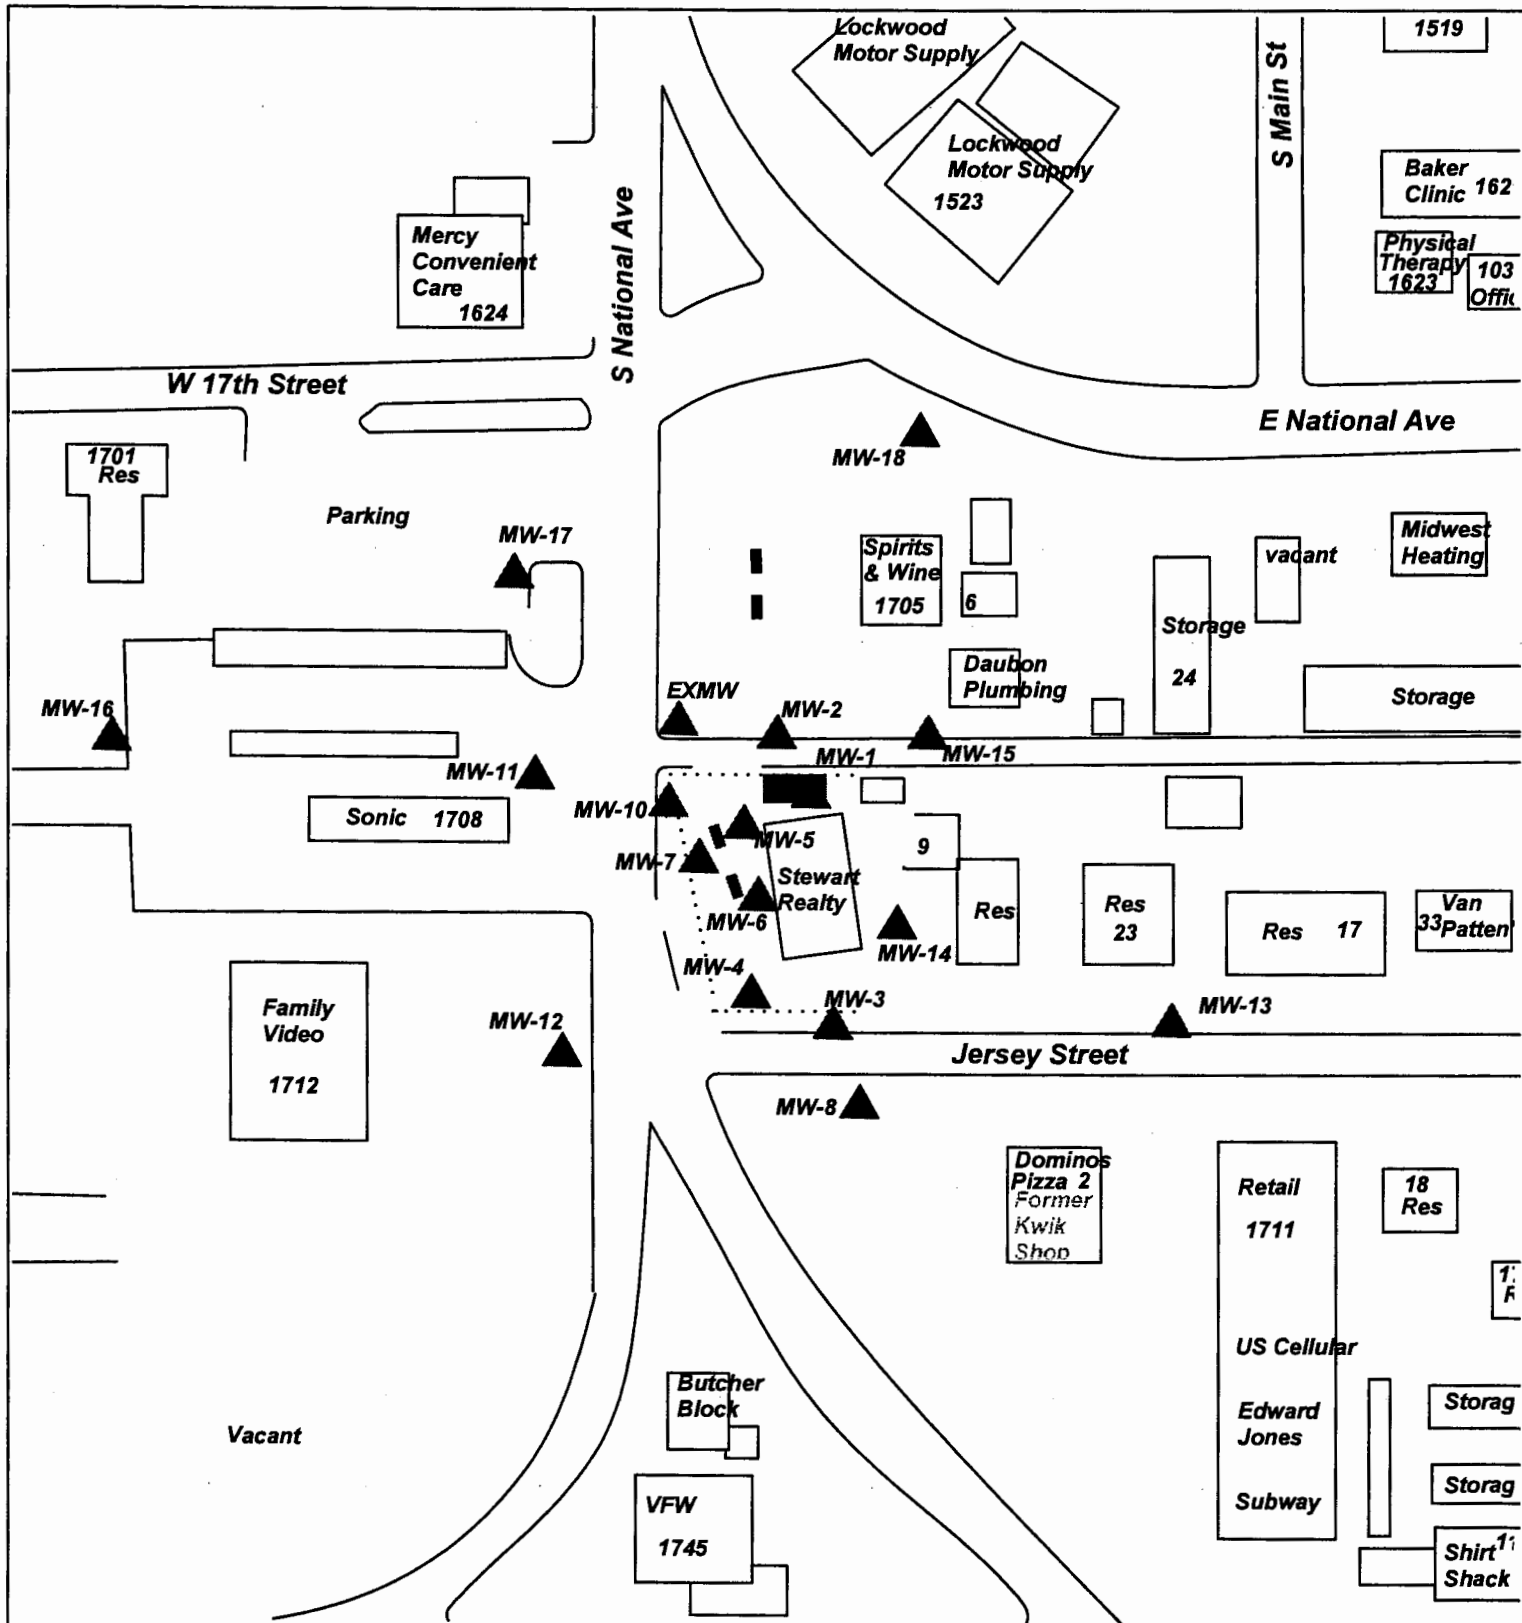 Lockwood
Motor Supply
1519
S Main St
Lockwood
Motor Supply
1523
Baker
Clinic 162
Physical
Therapy
1623
103
S National Ave
Mercy
Convenient
Care
1624
W 17th Street
E National Ave
1701
Res
MW-18
Parking
MW-17
Spirits
& Wine
1705
6
vacant
Midwest
Heating
Storage
24
Daubon
Plumbing
Storage
EXMW
MW-2
MW-16
MW-1
MW-15
MW-11
MW-10
Sonic 1708
MW-5
9
MW-7
Stewart
Realty
MW-6
Res
Res
23
Res 17
Van
33 Patten
MW-14
MW-4
MW-3
MW-13
Family
Video
1712
MW-12
Jersey Street
MW-8
Dominos
Pizza 2
Former
Kwik
Shop
Retail
1711
18
Res
US Cellular
Butcher
Block
Edward
Jones
Storag
Vacant
Subway
Storag
VFW
1745
Shirt
Shack